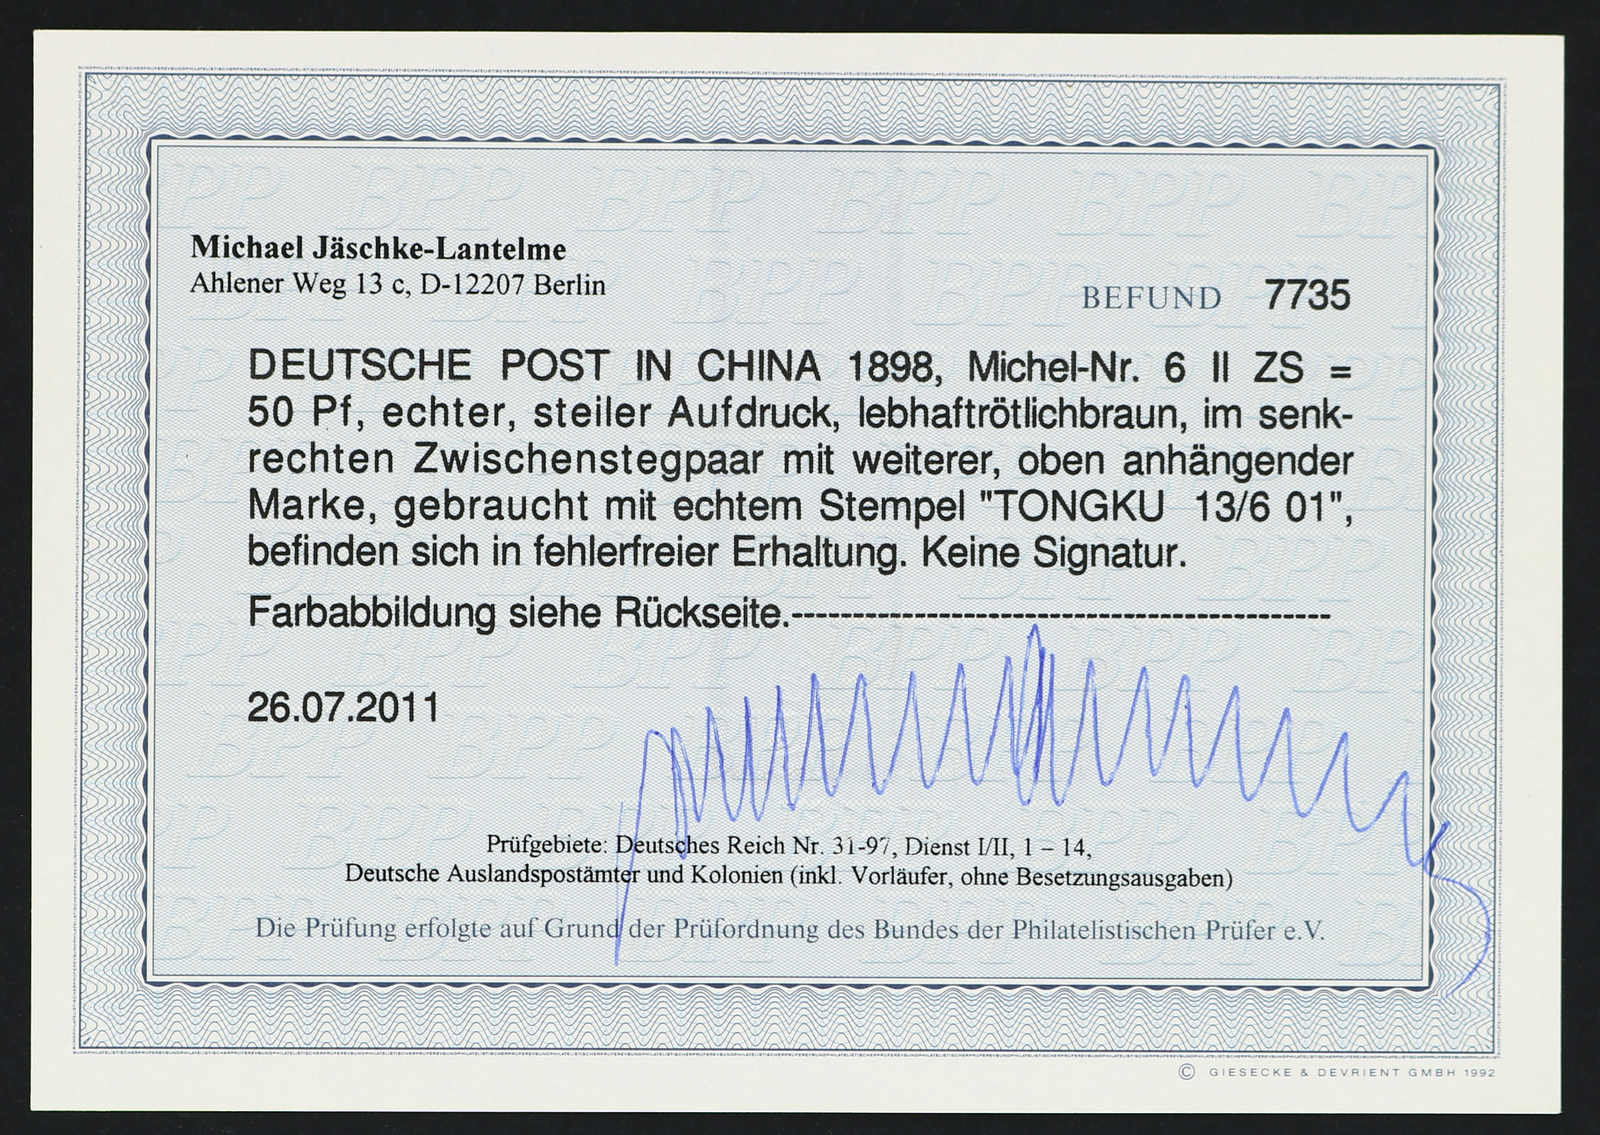 Michael Jäschke-Lantelme
Ahlener Weg 13 c, D-12207 Berlin
BEFUND 7735
DEUTSCHE POST IN CHINA 1898, Michel-Nr. 6 II ZS =
50 Pf, echter, steiler Aufdruck, lebhaftrötlichbraun, im senk-
rechten Zwischenstegpaar mit weiterer, oben anhängender
Marke, gebraucht mit echtem Stempel "TONGKU 13/6 01",
befinden sich in fehlerfreier Erhaltung. Keine Signatur.
Farbabbildung siehe Rückseite.--------------------------------------------
26.07.2011
Prüfgebiete: Deutsches Reich Nr. 31-97, Dienst I/II, 1 – 14,
Deutsche Auslandspostämter und Kolonien (inkl. Vorläufer, ohne Besetzungsausgaben)
Die Prüfung erfolgte auf Grund der Prüfordnung des Bundes der Philatelistischen Prüfer e.V.
© GIESECKE & DEVRIENT GMBH 1992